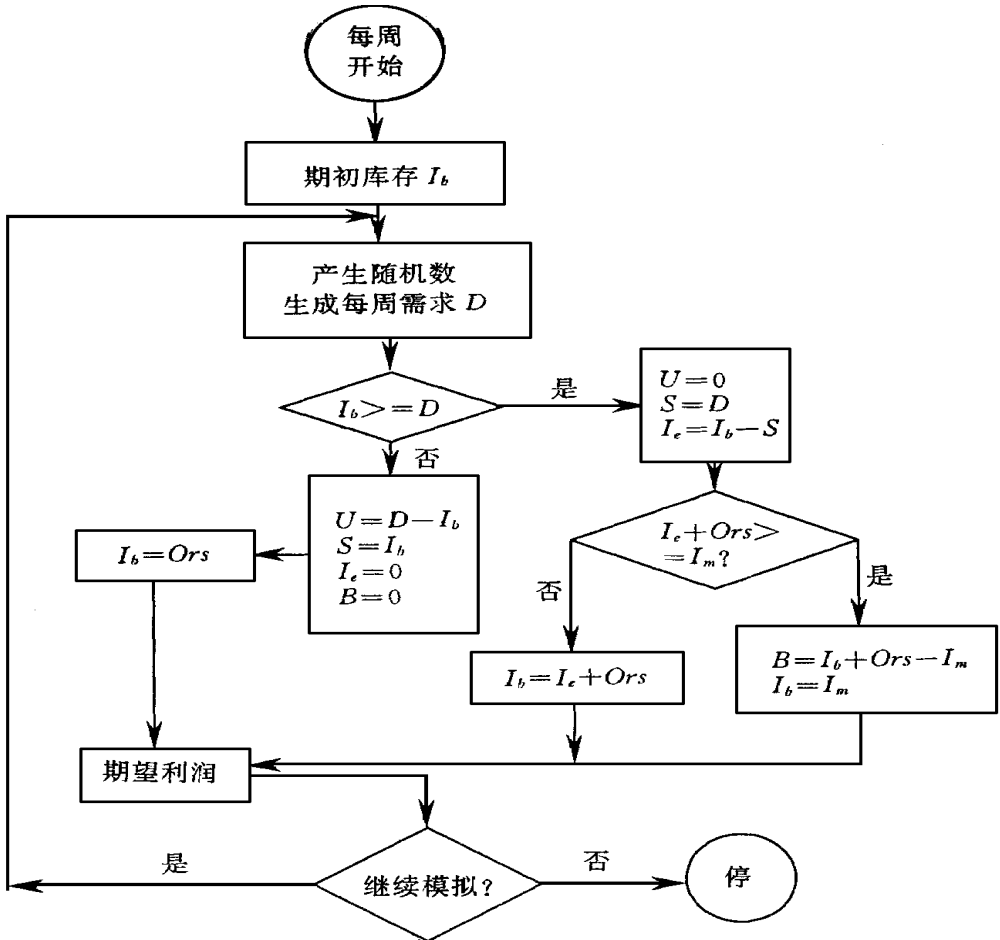 每周
开始
期初库存 I_b
产生随机数
生成每周需求 D
I_b>=D
是
否
U=0
S=D
I_e=I_b-S
U=D-I_b
S=I_b
I_e=0
B=0
I_b=Ors
I_e+Ors>
=I_m?
否
是
I_b=I_e+Ors
B=I_b+Ors-I_m
I_b=I_m
期望利润
是
继续模拟?
否
停